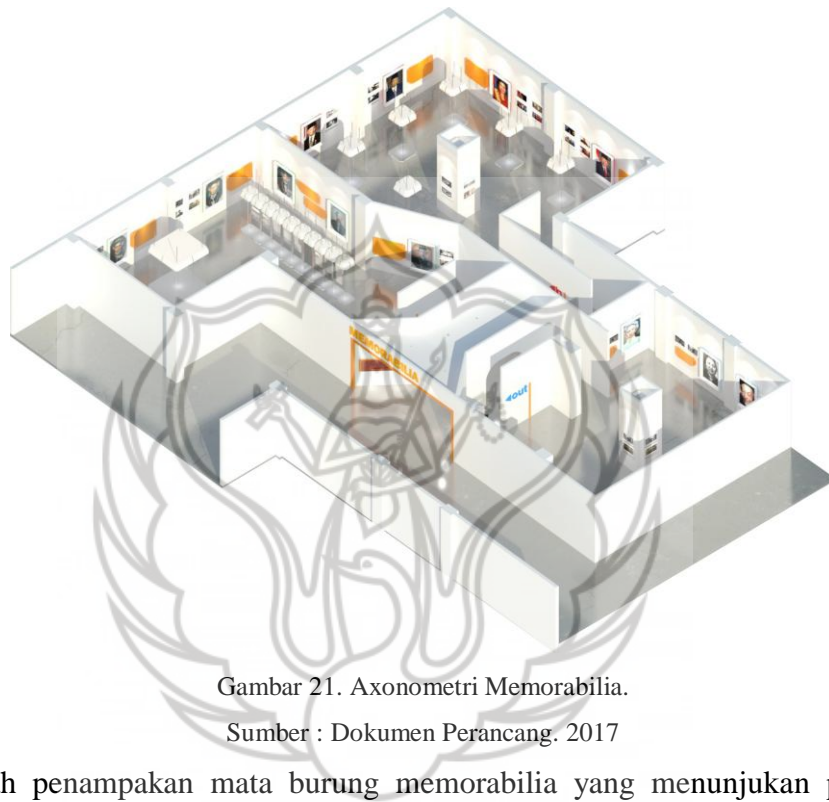 MEMORABILIA
out
Gambar 21. Axonometri Memorabilia.
Sumber : Dokumen Perancang. 2017
penampakan mata burung memorabilia yang menunjukan